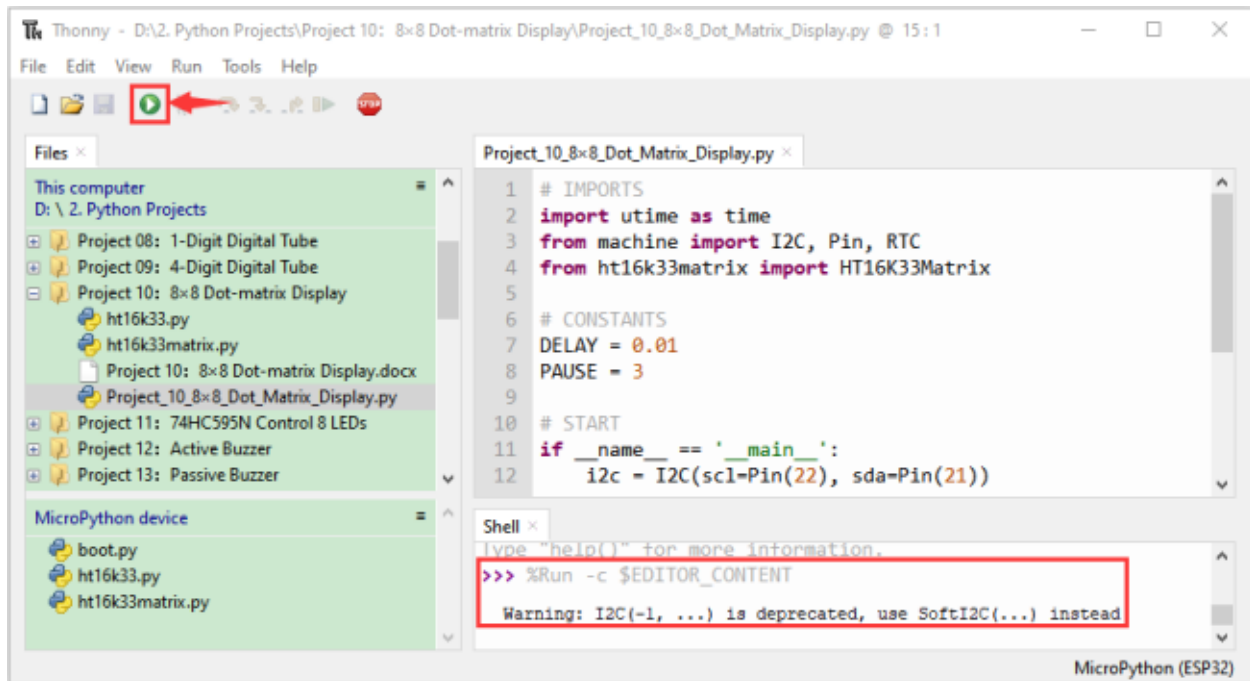 Thonny - D:\2. Python Projects\Project 10：8×8 Dot-matrix Display\Project_10_8×8_Dot_Matrix_Display.py @ 15:1
File Edit View Run Tools Help
STOP
Files
This computer
D: \ 2. Python Projects
Project 08：1-Digit Digital Tube
Project 09：4-Digit Digital Tube
Project 10：8×8 Dot-matrix Display
ht16k33.py
ht16k33matrix.py
Project 10：8×8 Dot-matrix Display.docx
Project_10_8×8_Dot_Matrix_Display.py
Project 11：74HC595N Control 8 LEDs
Project 12：Active Buzzer
Project 13：Passive Buzzer
MicroPython device
boot.py
ht16k33.py
ht16k33matrix.py
Project_10_8×8_Dot_Matrix_Display.py
1 # IMPORTS
2 import utime as time
3 from machine import I2C, Pin, RTC
4 from ht16k33matrix import HT16K33Matrix
5
6 # CONSTANTS
7 DELAY = 0.01
8 PAUSE = 3
9
10 # START
11 if __name__ == '__main__':
12 i2c = I2C(scl=Pin(22), sda=Pin(21))
Shell
Type "help()" for more information.
>>> %Run -c $EDITOR_CONTENT
Warning: I2C(-1, ...) is deprecated, use SoftI2C(...) instead
MicroPython (ESP32)